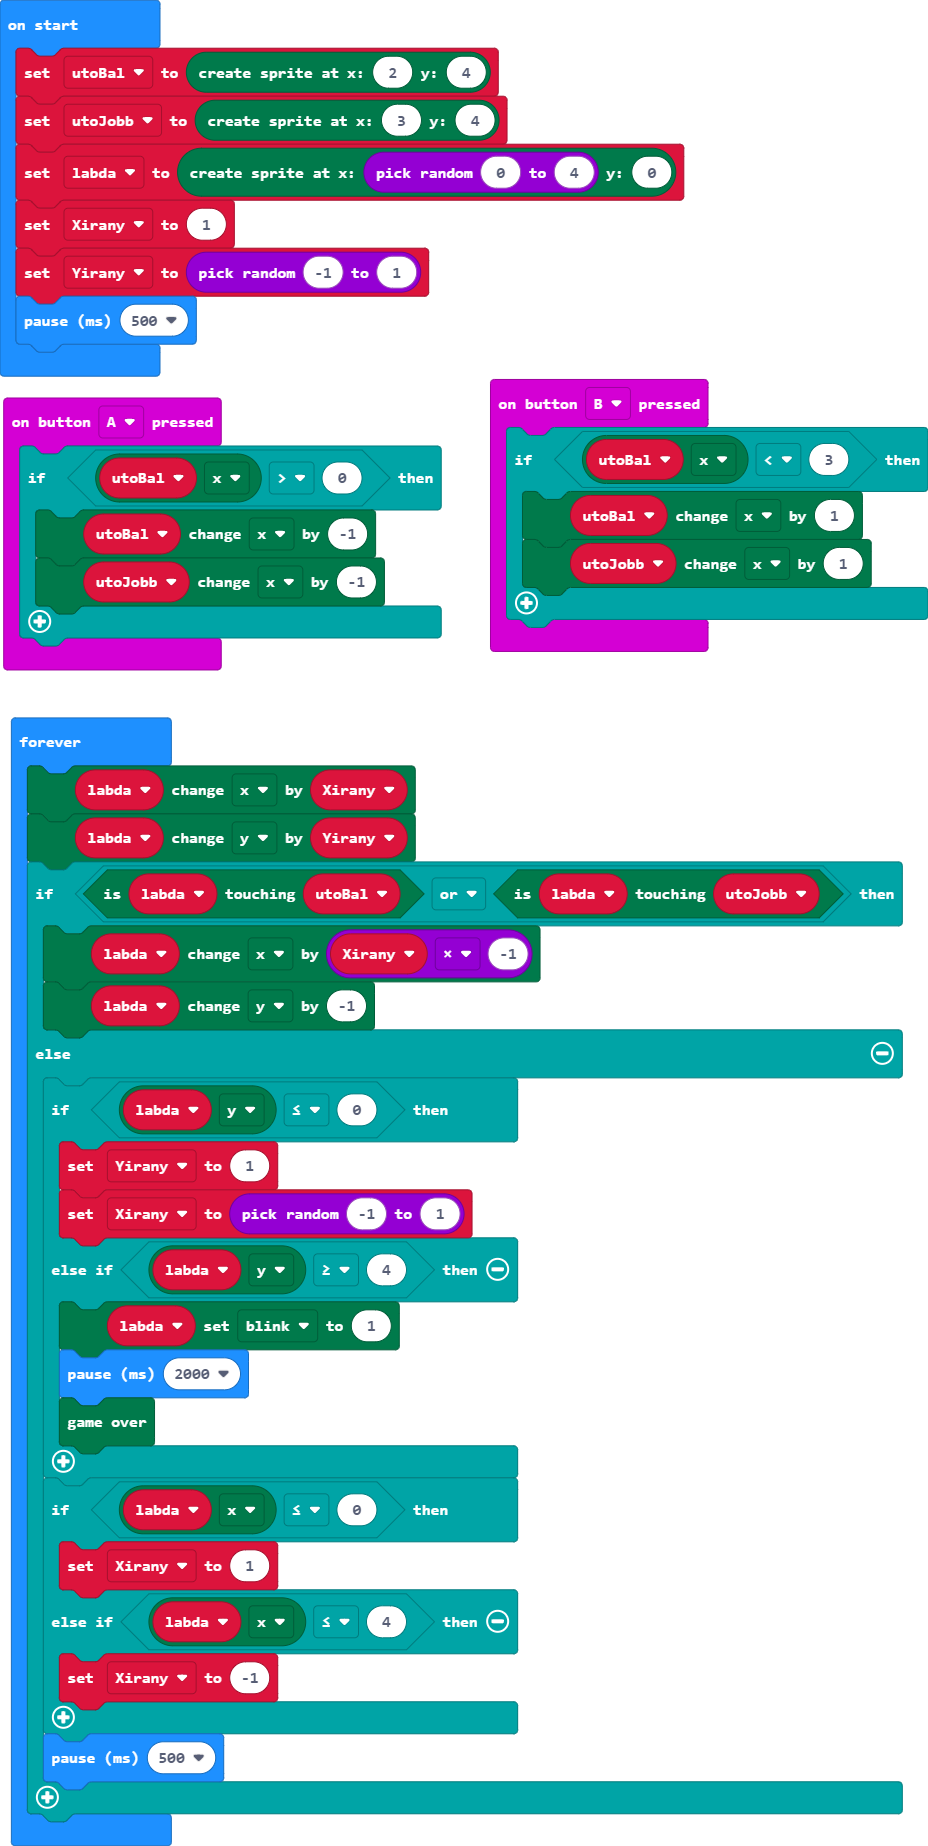 on start
set utoBal to create sprite at x: 2 y: 4
set utoJobb to create sprite at x: 3 y: 4
set labda to create sprite at x: pick random 0 to 4 y: 0
set Xirany to 1
set Yirany to pick random -1 to 1
pause (ms) 500
on button A pressed
if utoBal x > 0 then
utoBal change x by -1
utoJobb change x by -1
on button B pressed
if utoBal x < 3 then
utoBal change x by 1
utoJobb change x by 1
forever
labda change x by Xirany
labda change y by Yirany
if is labda touching utoBal or is labda touching utoJobb then
labda change x by Xirany × -1
labda change y by -1
else
if labda y ≤ 0 then
set Yirany to 1
set Xirany to pick random -1 to 1
else if labda y ≥ 4 then
labda set blink to 1
pause (ms) 2000
game over
if labda x ≤ 0 then
set Xirany to 1
else if labda x ≤ 4 then
set Xirany to -1
pause (ms) 500